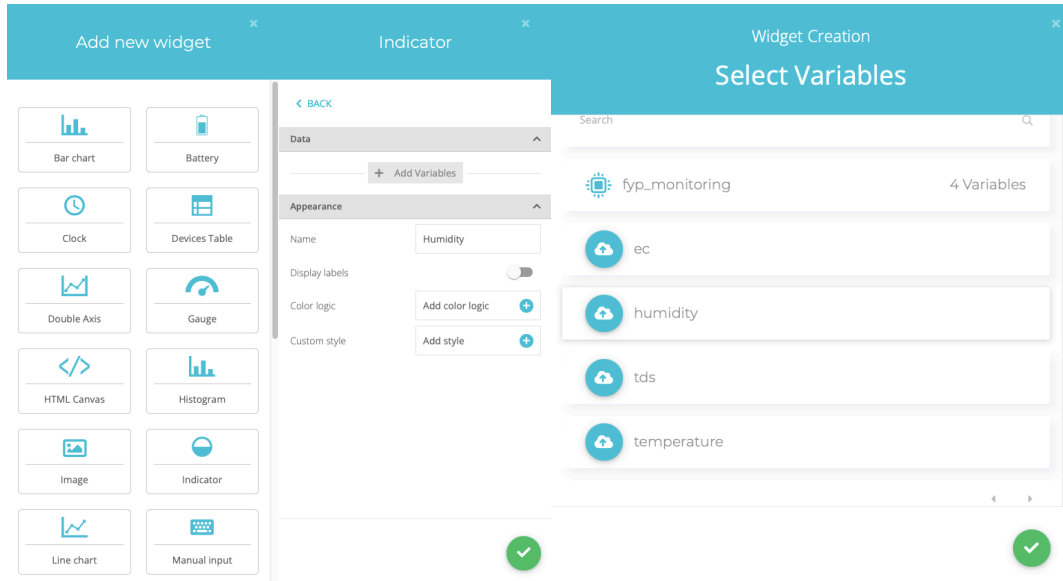 Add new widget
Bar chart
Battery
Clock
Devices Table
Double Axis
Gauge
HTML Canvas
Histogram
Image
Indicator
Line chart
Manual input
Indicator
BACK
Data
+ Add Variables
Appearance
Name Humidity
Display labels
Color logic Add color logic
Custom style Add style
Widget Creation
Select Variables
Search
fyp_monitoring 4 Variables
ec
humidity
tds
temperature